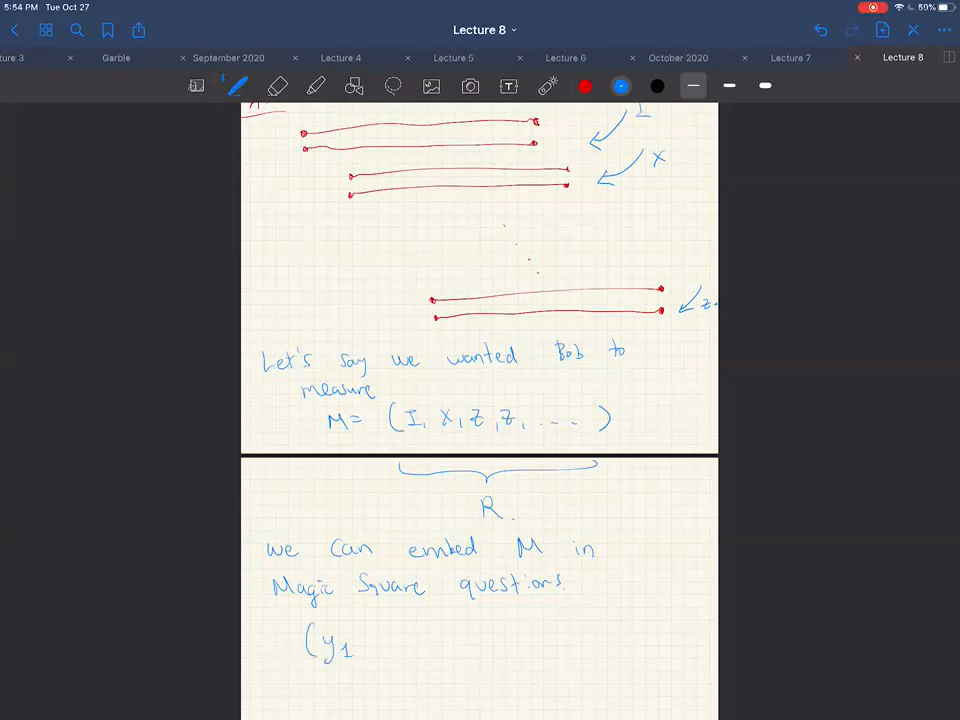 5:54 PM Tue Oct 27
59%
Lecture 8
ure 3
Garble
September 2020
Lecture 4
Lecture 5
Lecture 6
October 2020
Lecture 7
Lecture 8
T
I
X
Z.
Let's say we wanted Bob to
measure
M = (I, X, Z, Z, .... )
R.
we can embed M in
Magic Square questions.
(y1